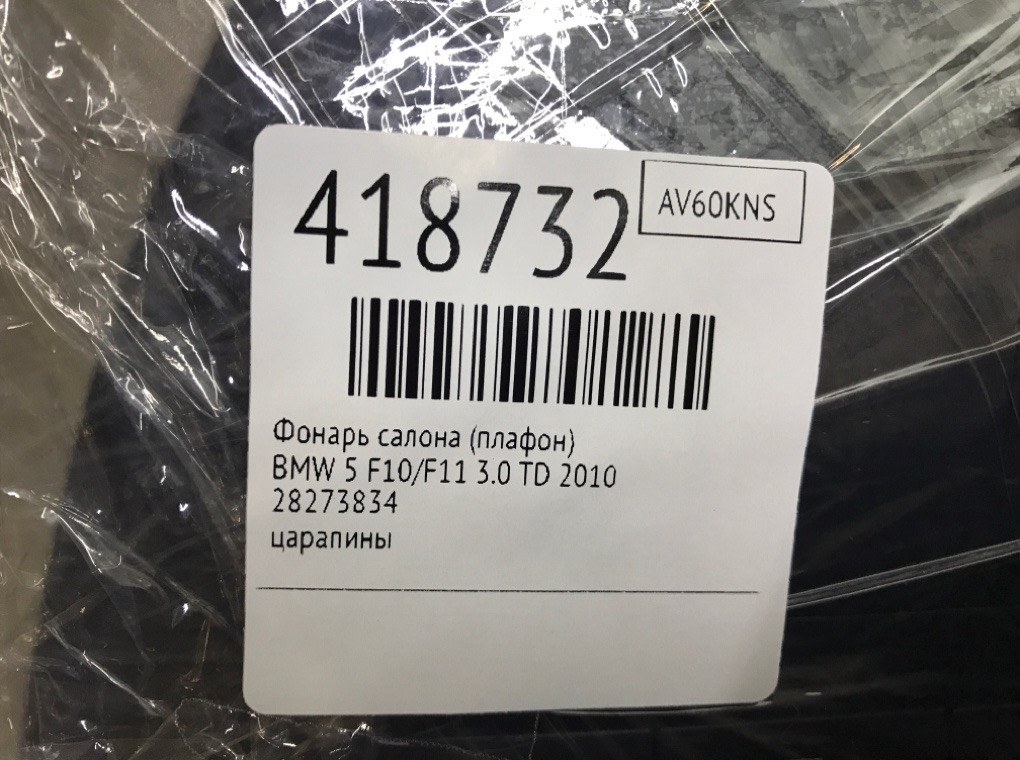 418732
AV60KNS
Фонарь салона (плафон)
BMW 5 F10/F11 3.0 TD 2010
28273834
царапины